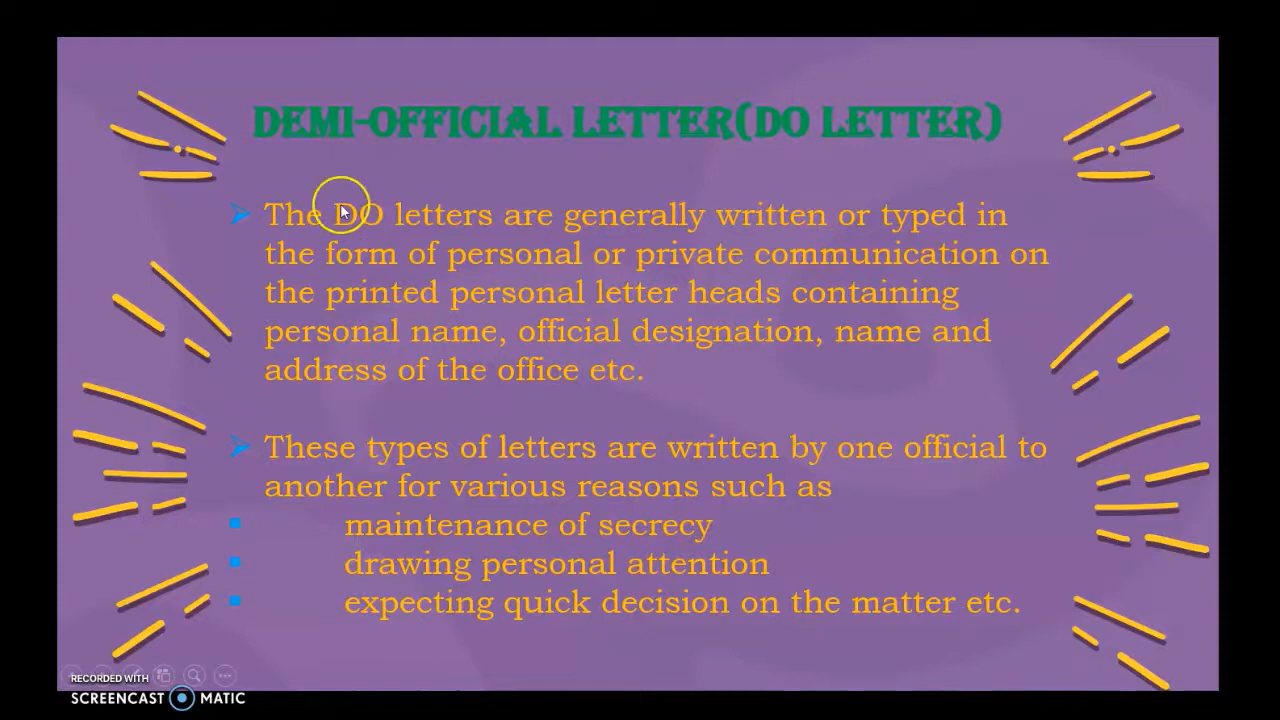 DEMI-OFFICIAL LETTER(DO LETTER)
The DO letters are generally written or typed in
the form of personal or private communication on
the printed personal letter heads containing
personal name, official designation, name and
address of the office etc.
These types of letters are written by one official to
another for various reasons such as
maintenance of secrecy
drawing personal attention
expecting quick decision on the matter etc.
RECORDED WITH
SCREENCAST MATIC